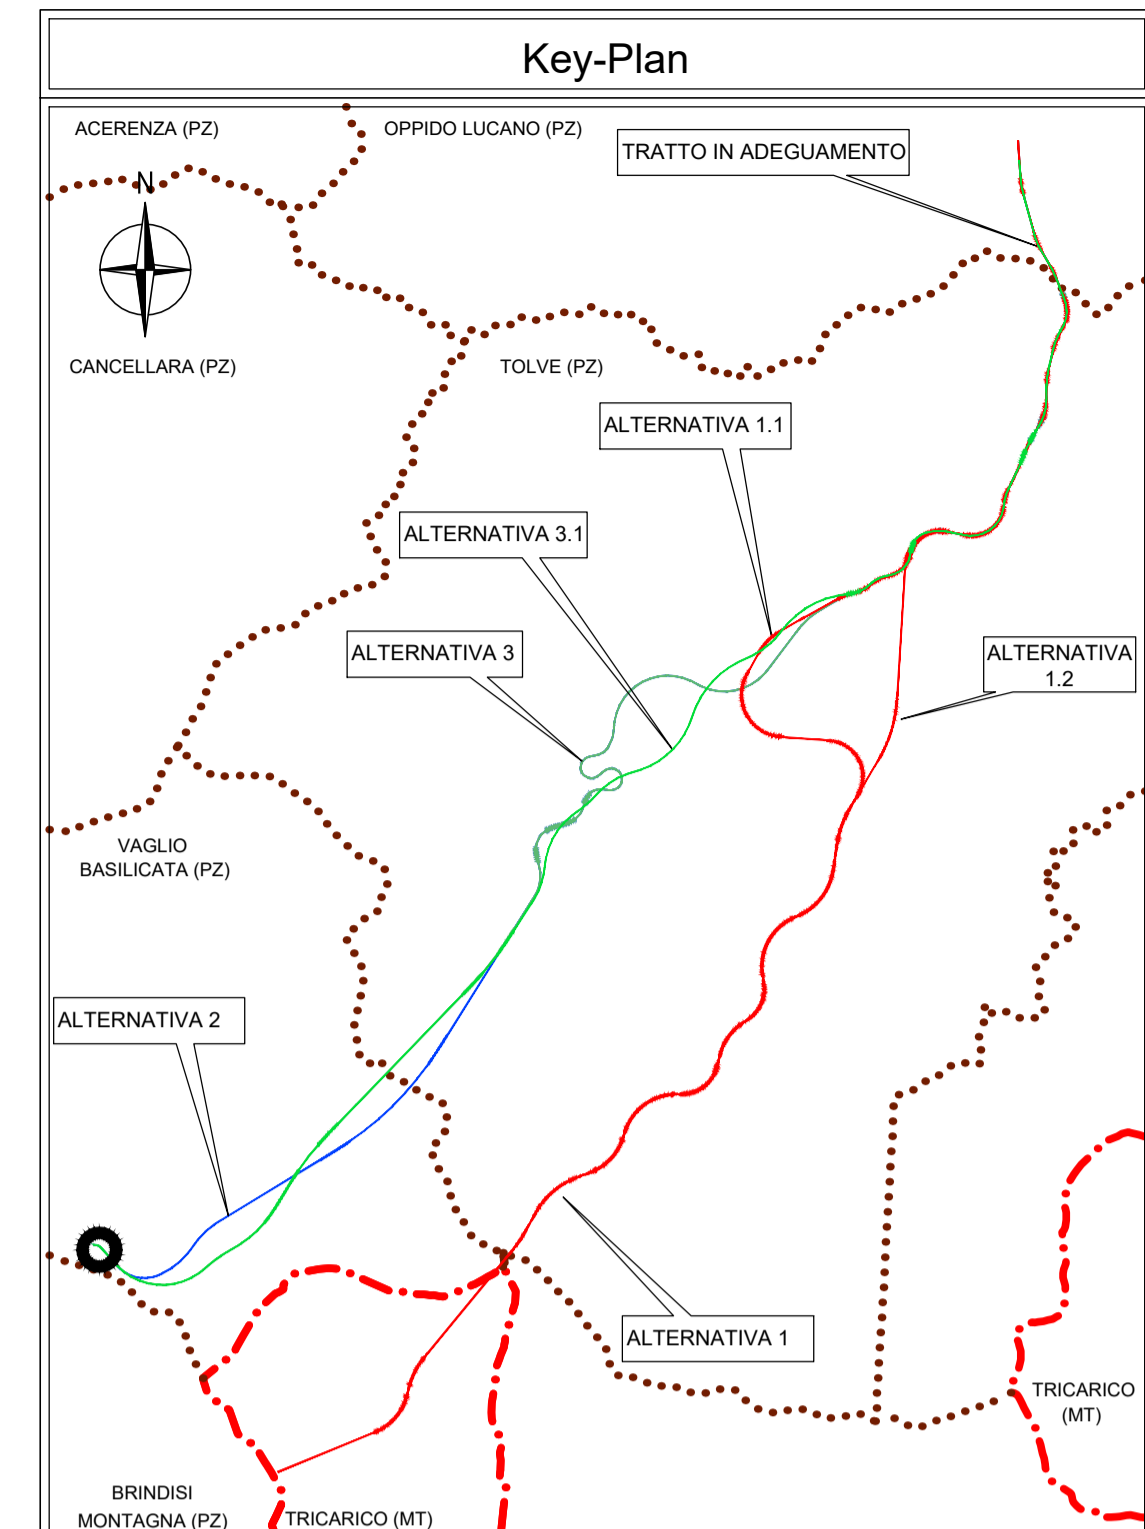 Key-Plan
ACERENZA (PZ)
OPPIDO LUCANO (PZ)
TRATTO IN ADEGUAMENTO
N
CANCELLARA (PZ)
TOLVE (PZ)
ALTERNATIVA 1.1
ALTERNATIVA 3.1
ALTERNATIVA 3
ALTERNATIVA
1.2
VAGLIO
BASILICATA (PZ)
ALTERNATIVA 2
ALTERNATIVA 1
TRICARICO
(MT)
BRINDISI
MONTAGNA (PZ)
TRICARICO (MT)